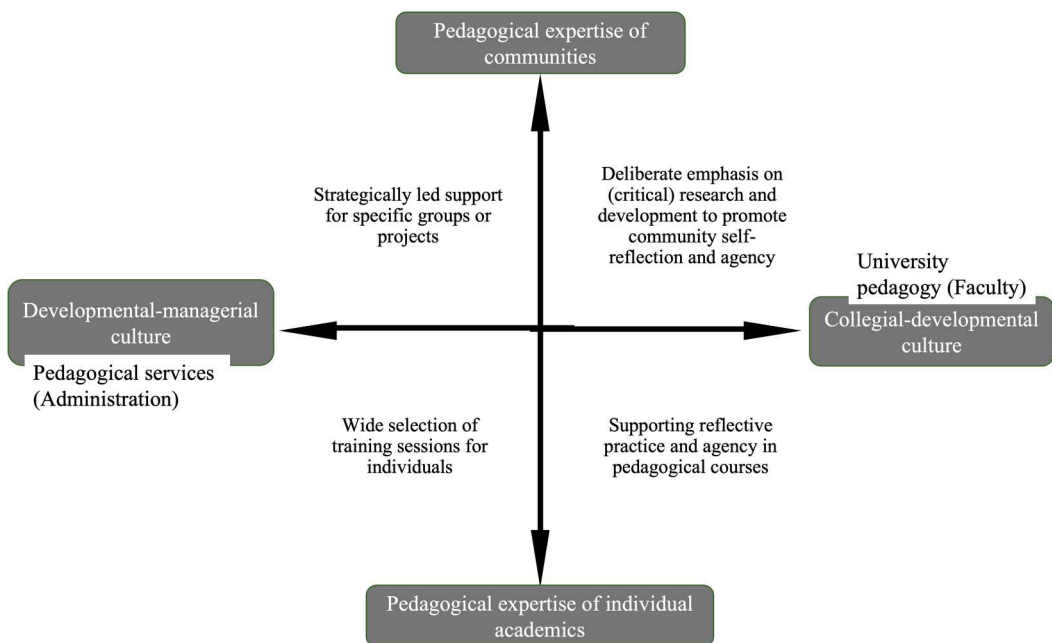 Pedagogical expertise of
communities
Strategically led support
for specific groups or
projects
Deliberate emphasis on
(critical) research and
development to promote
community self-
reflection and agency
Developmental-managerial
culture
Pedagogical services
(Administration)
University
pedagogy (Faculty)
Collegial-developmental
culture
Wide selection of
training sessions for
individuals
Supporting reflective
practice and agency in
pedagogical courses
Pedagogical expertise of individual
academics